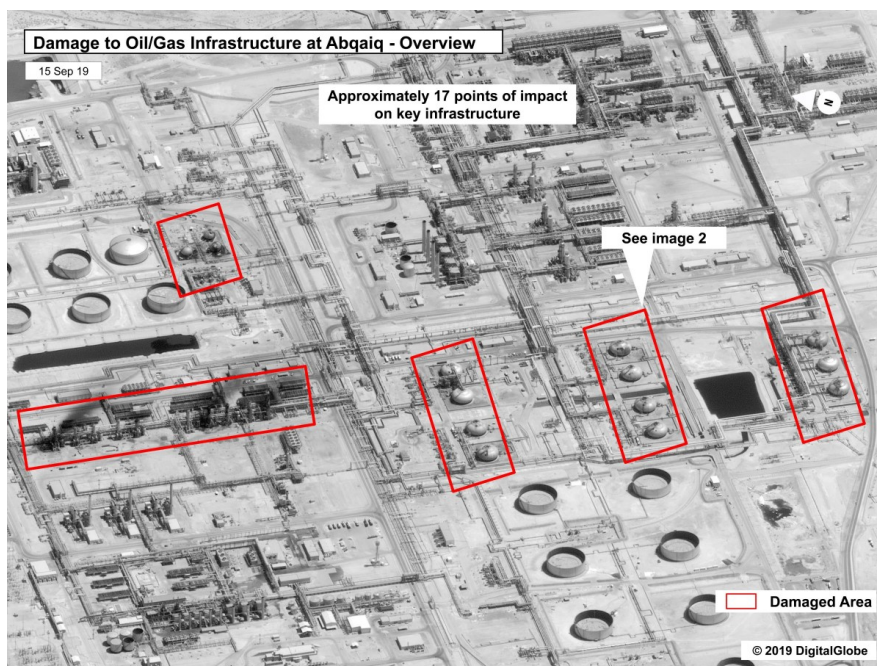 Damage to Oil/Gas Infrastructure at Abqaiq - Overview
15 Sep 19
Approximately 17 points of impact
on key infrastructure
N
See image 2
Damaged Area
© 2019 DigitalGlobe